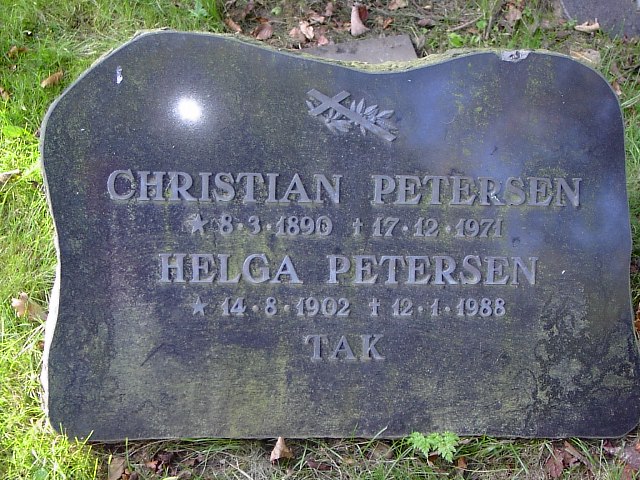 CHRISTIAN PETERSEN
★ 8·3·1890 † 17·12·1971
HELGA PETERSEN
★ 14·8·1902 † 12·1·1988
TAK